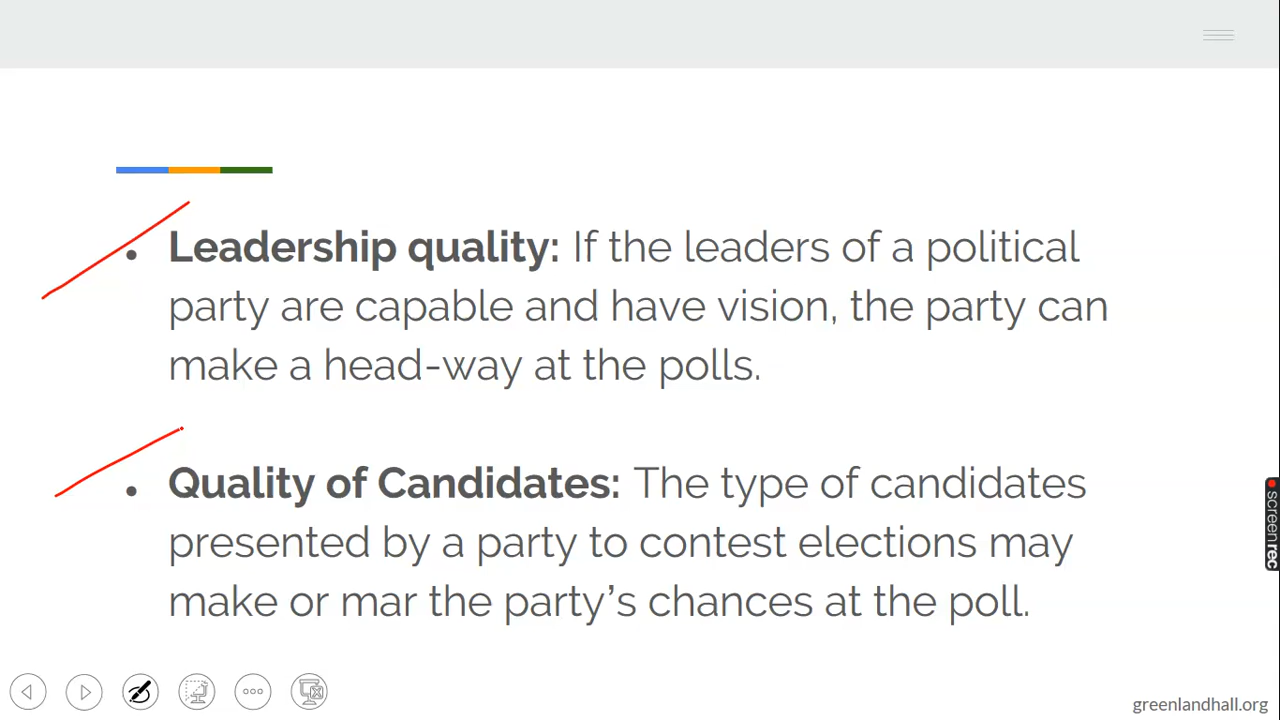 • Leadership quality: If the leaders of a political
party are capable and have vision, the party can
make a head-way at the polls.
• Quality of Candidates: The type of candidates
presented by a party to contest elections may
make or mar the party’s chances at the poll.
screenrec
greenlandhall.org